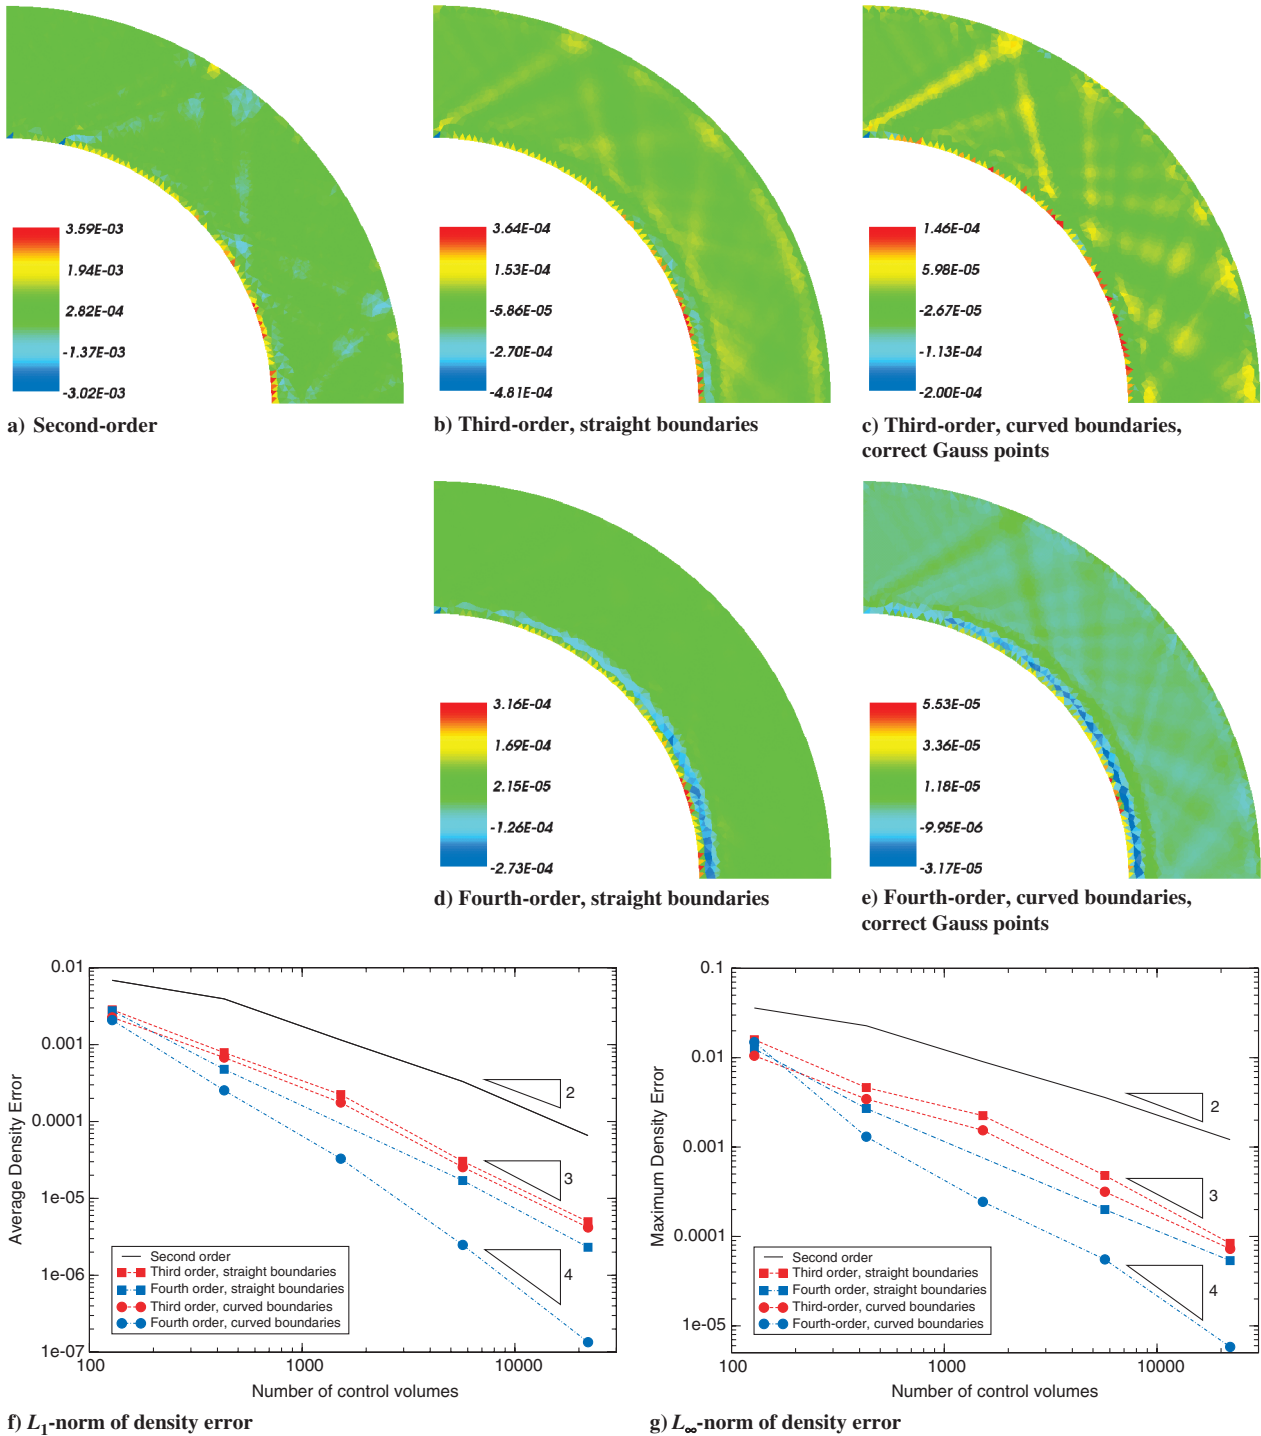 3.59E-03
1.94E-03
2.82E-04
-1.37E-03
-3.02E-03
a) Second-order
3.64E-04
1.53E-04
-5.86E-05
-2.70E-04
-4.81E-04
b) Third-order, straight boundaries
1.46E-04
5.98E-05
-2.67E-05
-1.13E-04
-2.00E-04
c) Third-order, curved boundaries,
correct Gauss points
3.16E-04
1.69E-04
2.15E-05
-1.26E-04
-2.73E-04
d) Fourth-order, straight boundaries
5.53E-05
3.36E-05
1.18E-05
-9.95E-06
-3.17E-05
e) Fourth-order, curved boundaries,
correct Gauss points
0.01
0.001
0.0001
1e-05
1e-06
1e-07
Average Density Error
2
3
4
Second order
Third order, straight boundaries
Fourth order, straight boundaries
Third order, curved boundaries
Fourth order, curved boundaries
100
1000
10000
Number of control volumes
f) L1-norm of density error
0.1
0.01
0.001
0.0001
1e-05
Maximum Density Error
2
3
4
Second order
Third order, straight boundaries
Fourth order, straight boundaries
Third-order, curved boundaries
Fourth-order, curved boundaries
100
1000
10000
Number of control volumes
g) L∞-norm of density error